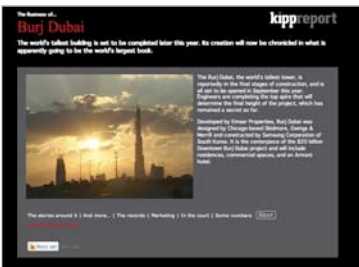 The Business of...
kippreport
Burj Dubai
The world's tallest building is set to be completed later this year. Its creation will now be chronicled in what is
apparently going to be the world's largest book.
The Burj Dubai, the world's tallest tower, is
reportedly in the final stages of construction, and is
all set to be opened in September this year.
Engineers are completing the top spire that will
determine the final height of the project, which has
remained a secret so far.
Developed by Emaar Properties, Burj Dubai was
designed by Chicago-based Skidmore, Owings &
Merrill and constructed by Samsung Corporation of
South Korea. It is the centerpiece of the $20 billion
Downtown Burj Dubai project and will include
residences, commercial spaces, and an Armani
hotel.
The stories around it | And more... | The records | Marketing | In the court | Some numbers | Next